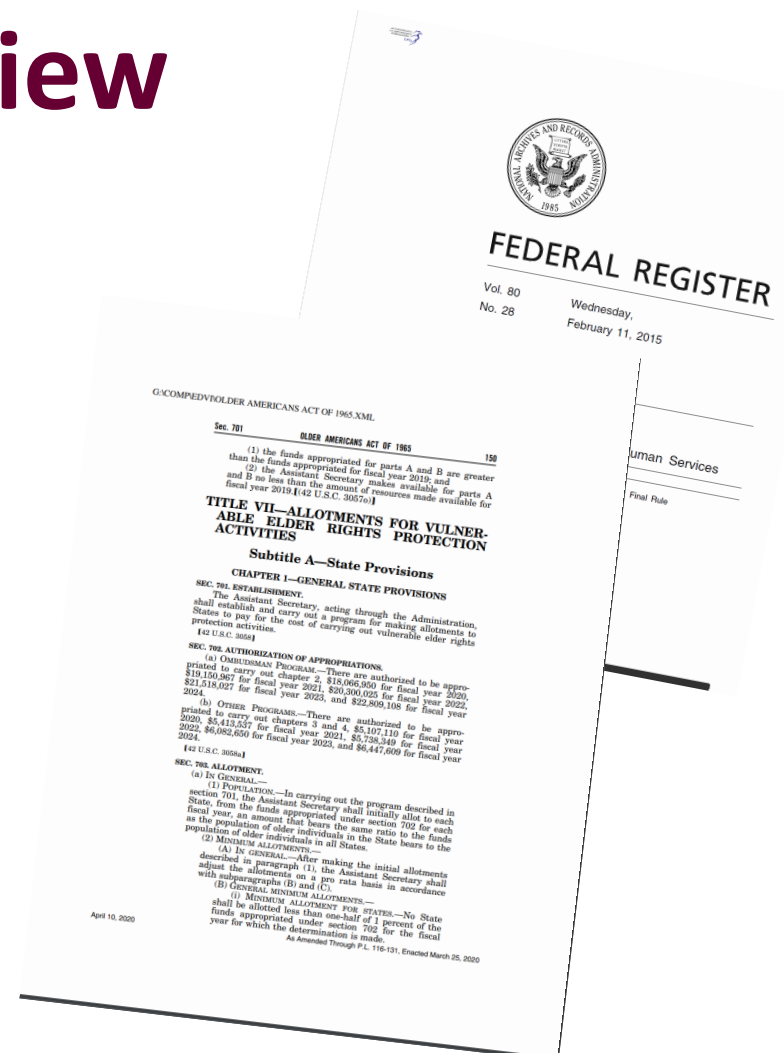 iew
NATIONAL ARCHIVES AND RECORDS ADMINISTRATION
LITTERA SCRIPTA MANET
1985
FEDERAL REGISTER
Vol. 80
Wednesday,
No. 28
February 11, 2015
uman Services
Final Rule
G:\COMP\EDVI\OLDER AMERICANS ACT OF 1965.XML
Sec. 701
OLDER AMERICANS ACT OF 1965
150
(1) the funds appropriated for parts A and B are greater
than the funds appropriated for fiscal year 2019; and
(2) the Assistant Secretary makes available for parts A
and B no less than the amount of resources made available for
fiscal year 2019.【(42 U.S.C. 3057o)】
TITLE VII—ALLOTMENTS FOR VULNER-
ABLE ELDER RIGHTS PROTECTION
ACTIVITIES
Subtitle A—State Provisions
CHAPTER 1—GENERAL STATE PROVISIONS
SEC. 701. ESTABLISHMENT.
The Assistant Secretary, acting through the Administration,
shall establish and carry out a program for making allotments to
States to pay for the cost of carrying out vulnerable elder rights
protection activities.
【42 U.S.C. 3058】
SEC. 702. AUTHORIZATION OF APPROPRIATIONS.
(a) OMBUDSMAN PROGRAM.—There are authorized to be appro-
priated to carry out chapter 2, $18,066,950 for fiscal year 2020,
$19,150,967 for fiscal year 2021, $20,300,025 for fiscal year 2022,
$21,518,027 for fiscal year 2023, and $22,809,108 for fiscal year
2024.
(b) OTHER PROGRAMS.—There are authorized to be appro-
priated to carry out chapters 3 and 4, $5,107,110 for fiscal year
2020, $5,413,537 for fiscal year 2021, $5,738,349 for fiscal year
2022, $6,082,650 for fiscal year 2023, and $6,447,609 for fiscal year
2024.
【42 U.S.C. 3058a】
SEC. 703. ALLOTMENT.
(a) IN GENERAL.—
(1) POPULATION.—In carrying out the program described in
section 701, the Assistant Secretary shall initially allot to each
State, from the funds appropriated under section 702 for each
fiscal year, an amount that bears the same ratio to the funds
as the population of older individuals in the State bears to the
population of older individuals in all States.
(2) MINIMUM ALLOTMENTS.—
(A) IN GENERAL.—After making the initial allotments
described in paragraph (1), the Assistant Secretary shall
adjust the allotments on a pro rata basis in accordance
with subparagraphs (B) and (C).
(B) GENERAL MINIMUM ALLOTMENTS.—
(i) MINIMUM ALLOTMENT FOR STATES.—No State
shall be allotted less than one-half of 1 percent of the
funds appropriated under section 702 for the fiscal
year for which the determination is made.
April 10, 2020
As Amended Through P.L. 116-131, Enacted March 25, 2020